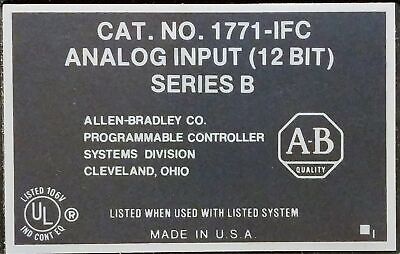 CAT. NO. 1771-IFC
ANALOG INPUT (12 BIT)
SERIES B
ALLEN-BRADLEY CO.
PROGRAMMABLE CONTROLLER
SYSTEMS DIVISION
CLEVELAND, OHIO
A-B
QUALITY
LISTED 106V
UL ®
IND CONT EQ
LISTED WHEN USED WITH LISTED SYSTEM
MADE IN U.S.A.